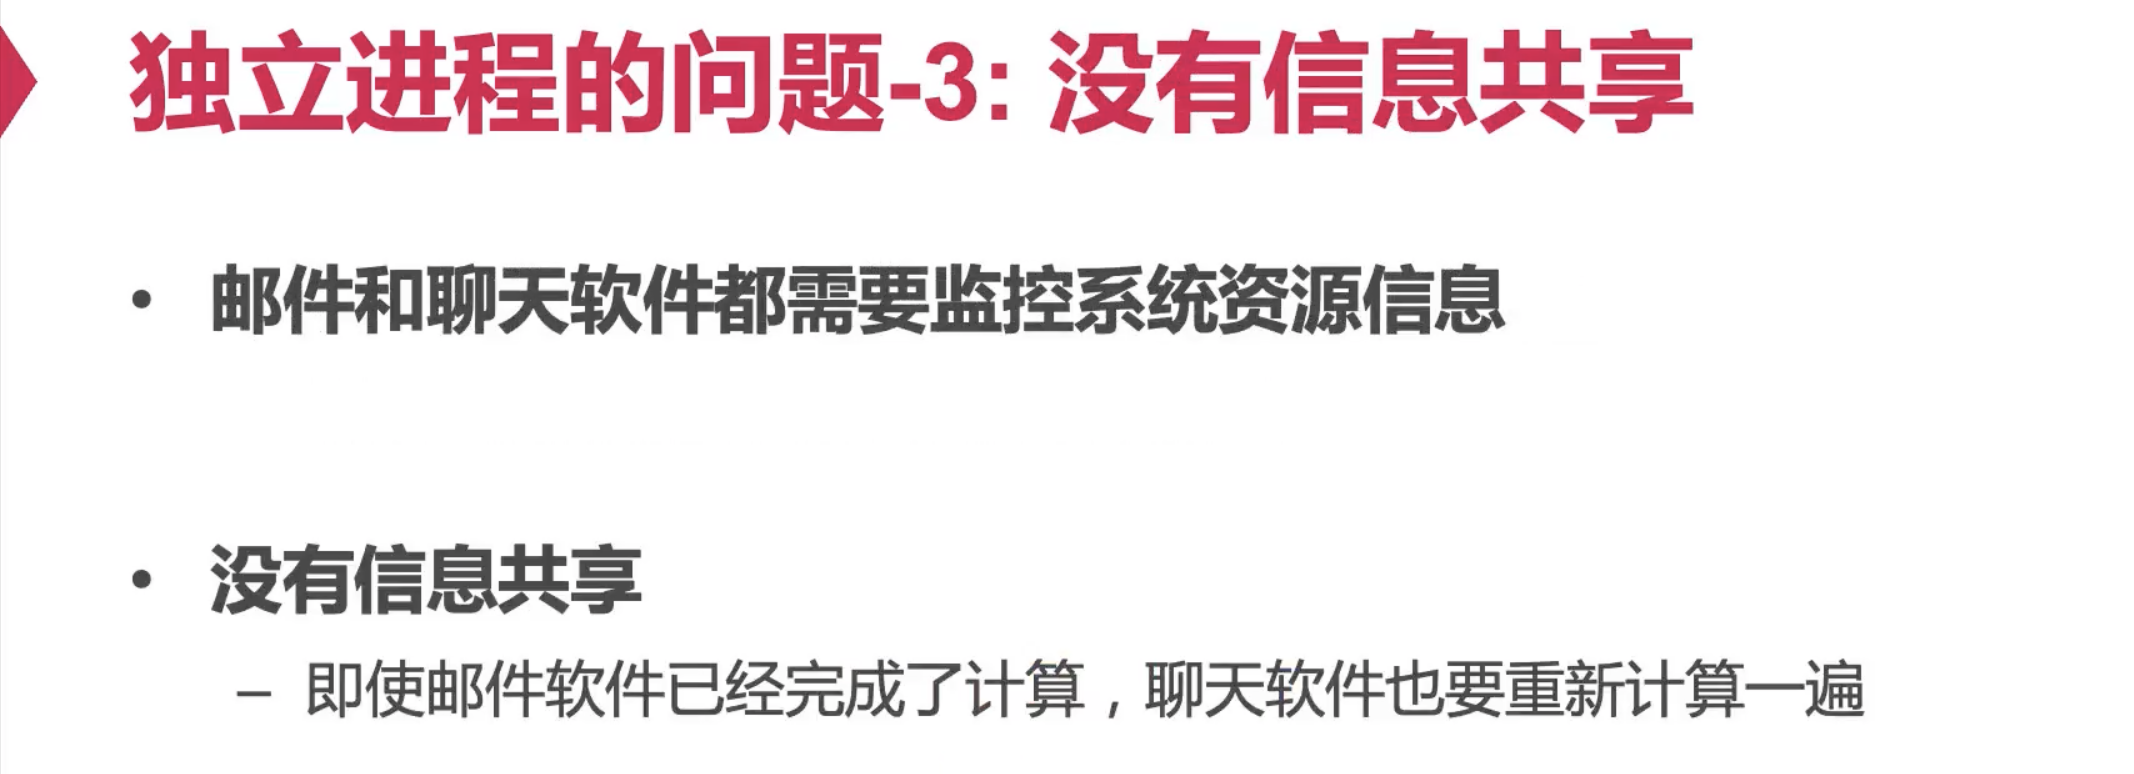 独立进程的问题-3: 没有信息共享
• 邮件和聊天软件都需要监控系统资源信息
• 没有信息共享
– 即使邮件软件已经完成了计算，聊天软件也要重新计算一遍